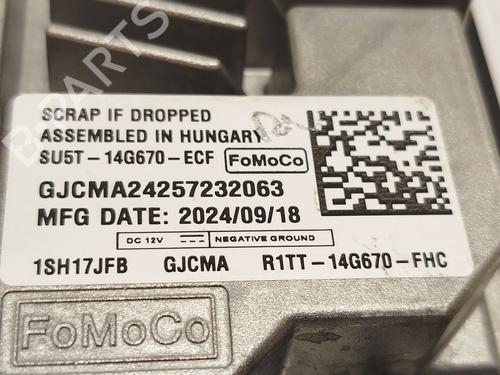 SCRAP IF DROPPED
ASSEMBLED IN HUNGARY
SU5T-14G670-ECF FoMoCo
GJCMA24257232063
MFG DATE: 2024/09/18
DC 12V NEGATIVE GROUND
1SH17JFB GJCMA R1TT-14G670-FHC
FoMoCo